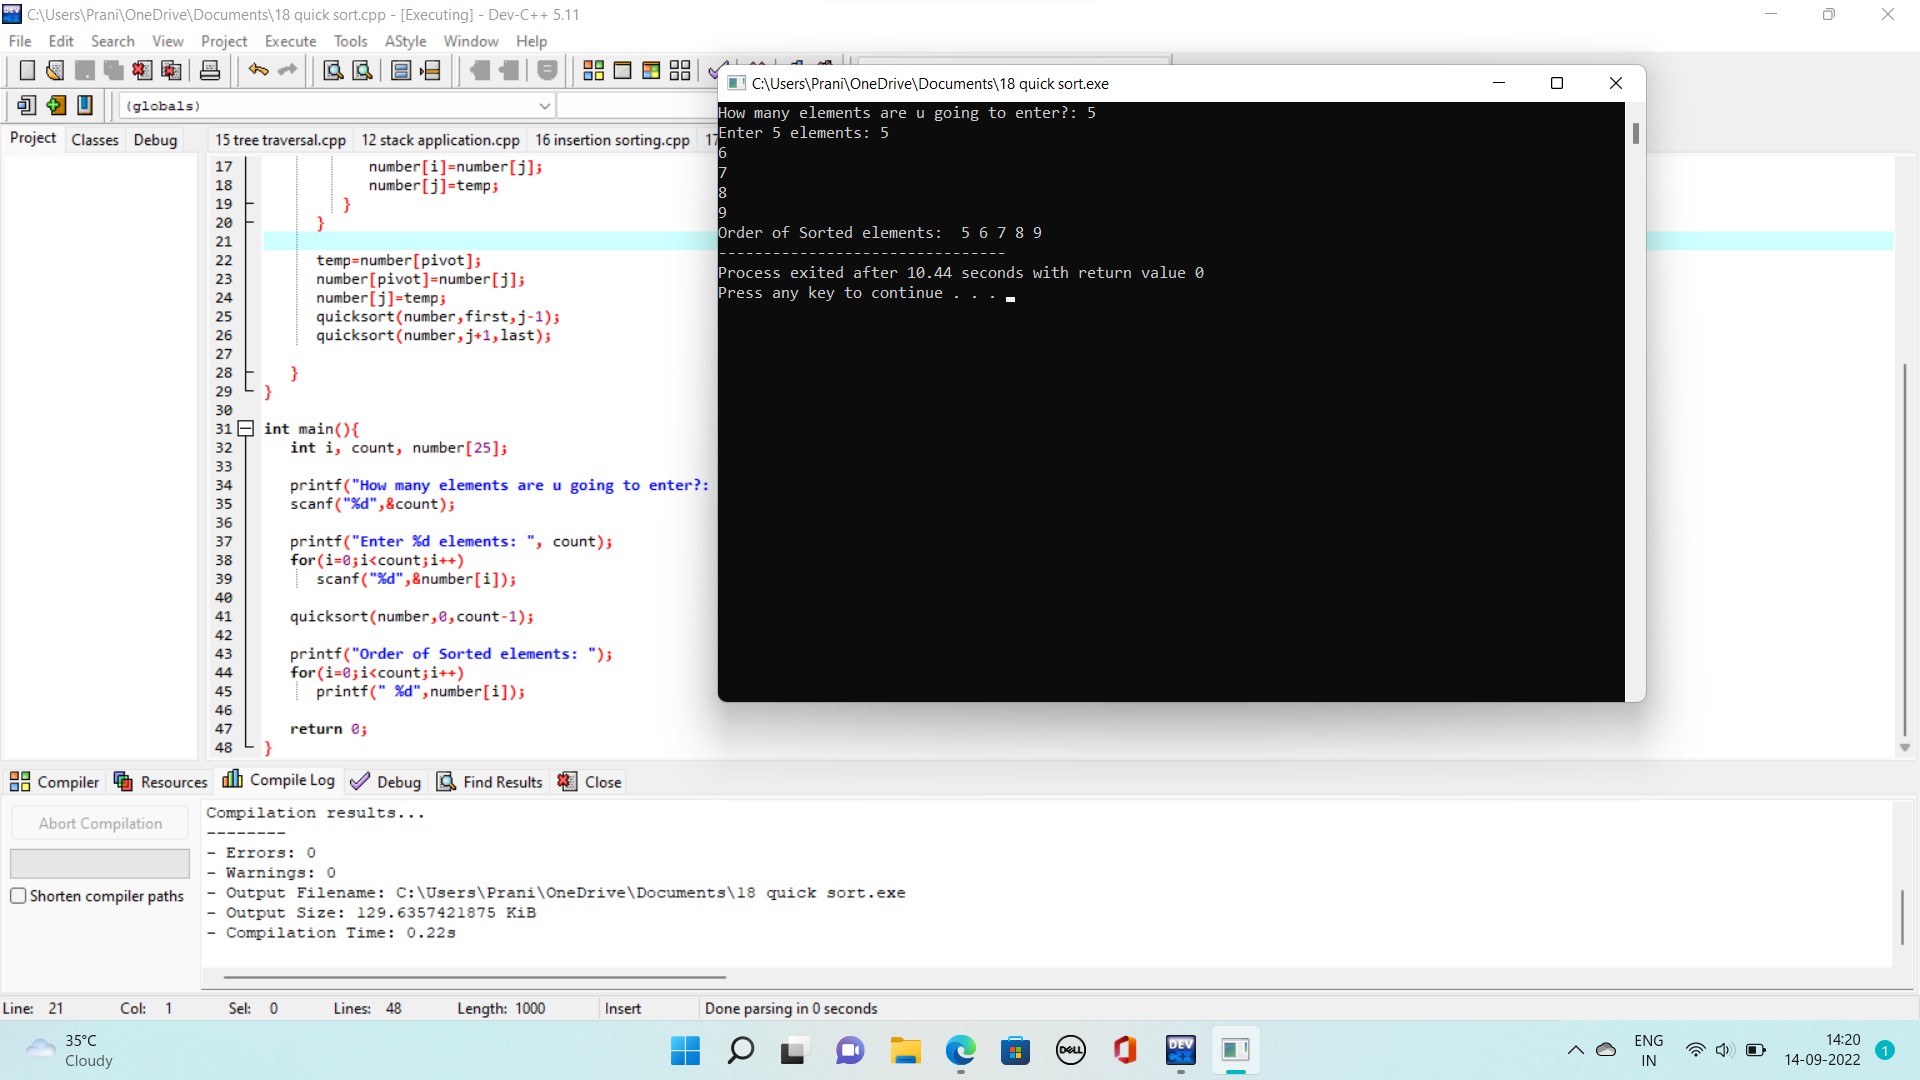 C:\Users\Prani\OneDrive\Documents\18 quick sort.cpp - [Executing] - Dev-C++ 5.11
File Edit Search View Project Execute Tools AStyle Window Help
(globals)
Project Classes Debug
15 tree traversal.cpp 12 stack application.cpp 16 insertion sorting.cpp 17
17 number[i]=number[j];
18 number[j]=temp;
19 }
20 }
21
22 temp=number[pivot];
23 number[pivot]=number[j];
24 number[j]=temp;
25 quicksort(number,first,j-1);
26 quicksort(number,j+1,last);
27
28 }
29 }
30
31 int main(){
32 int i, count, number[25];
33
34 printf("How many elements are u going to enter?:
35 scanf("%d",&count);
36
37 printf("Enter %d elements: ", count);
38 for(i=0;i<count;i++)
39 scanf("%d",&number[i]);
40
41 quicksort(number,0,count-1);
42
43 printf("Order of Sorted elements: ");
44 for(i=0;i<count;i++)
45 printf(" %d",number[i]);
46
47 return 0;
48 }
C:\Users\Prani\OneDrive\Documents\18 quick sort.exe
How many elements are u going to enter?: 5
Enter 5 elements: 5
6
7
8
9
Order of Sorted elements:  5 6 7 8 9
--------------------------------
Process exited after 10.44 seconds with return value 0
Press any key to continue . . .
Compiler Resources Compile Log Debug Find Results Close
Abort Compilation
Shorten compiler paths
Compilation results...
--------
- Errors: 0
- Warnings: 0
- Output Filename: C:\Users\Prani\OneDrive\Documents\18 quick sort.exe
- Output Size: 129.6357421875 KiB
- Compilation Time: 0.22s
Line: 21 Col: 1 Sel: 0 Lines: 48 Length: 1000 Insert Done parsing in 0 seconds
35°C
Cloudy
DELL
DEV
C++
ENG
IN
14:20
14-09-2022
1